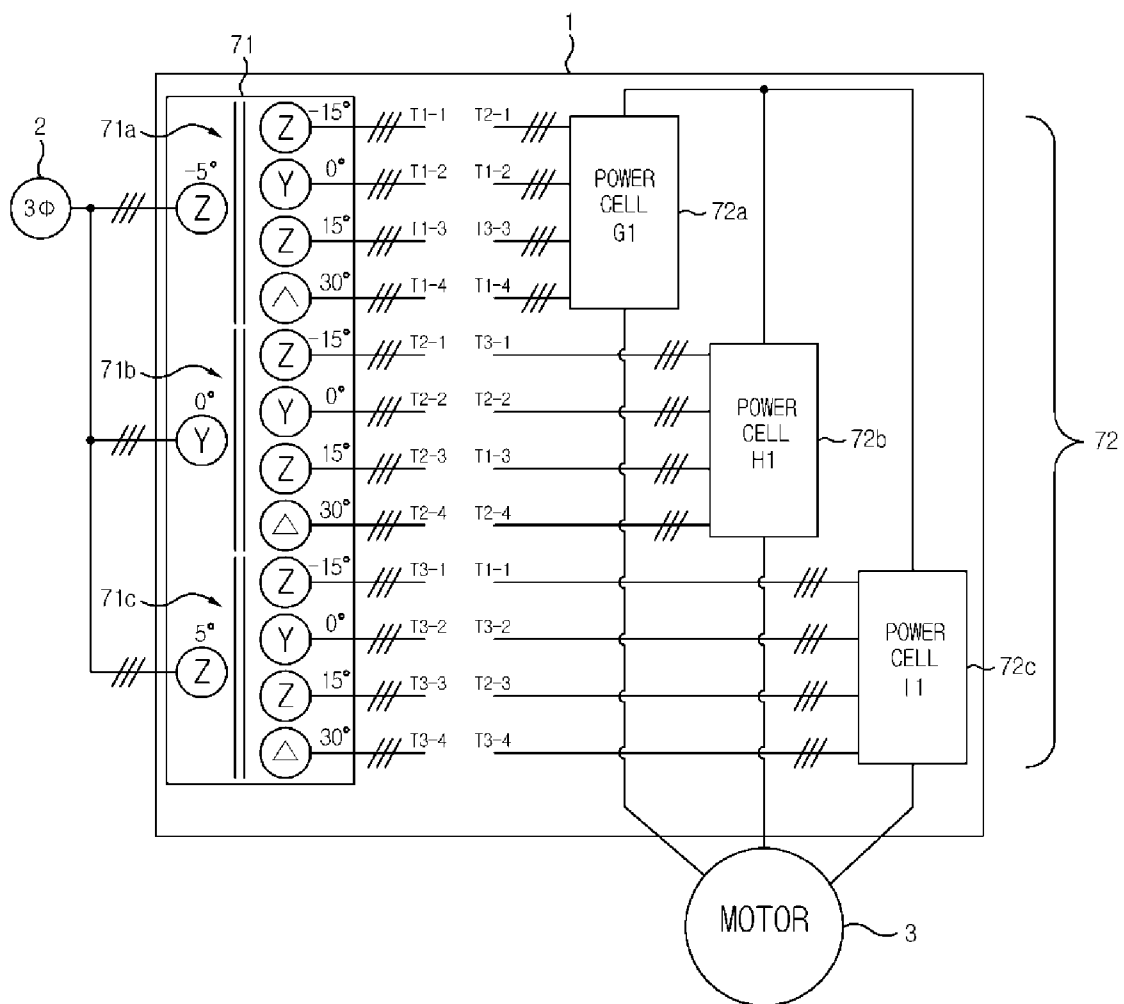 1
71
2
3Φ
71a
-5°
Z
Z -15° T1-1 T2-1
Y 0° T1-2 T1-2
Z 15° T1-3 T3-3
30° T1-4 T1-4
POWER
CELL
G1
72a
71b
0°
Y
Z -15° T2-1 T3-1
Y 0° T2-2 T2-2
Z 15° T2-3 T1-3
△ 30° T2-4 T2-4
POWER
CELL
H1
72b
72
71c
5°
Z
Z -15° T3-1 T1-1
Y 0° T3-2 T3-2
Z 15° T3-3 T2-3
△ 30° T3-4 T3-4
POWER
CELL
I1
72c
MOTOR
3